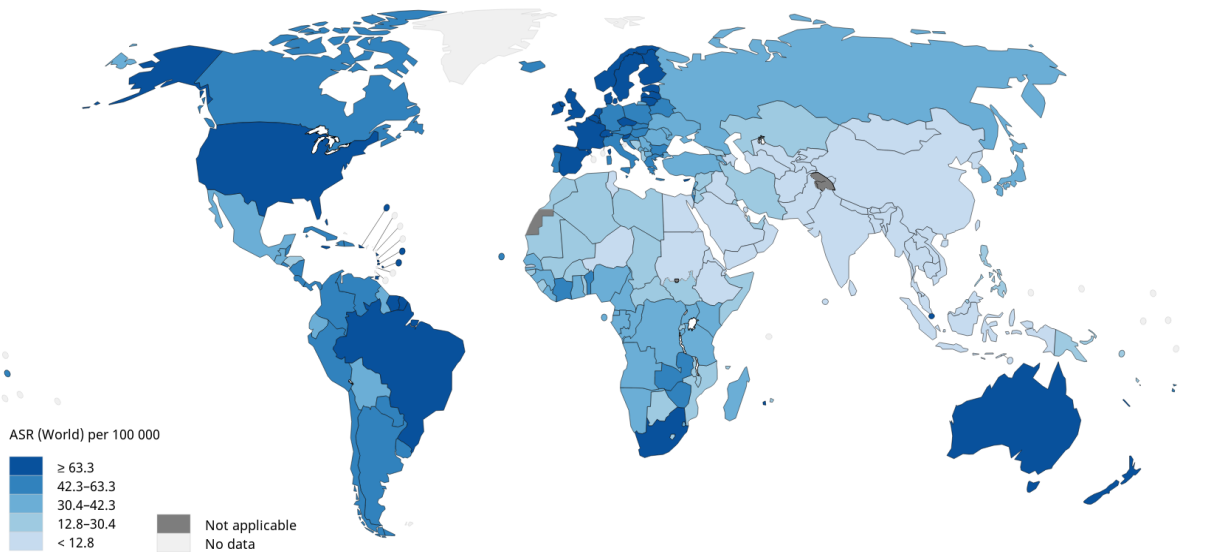 ASR (World) per 100 000
≥ 63.3
42.3–63.3
30.4–42.3
12.8–30.4
< 12.8
Not applicable
No data